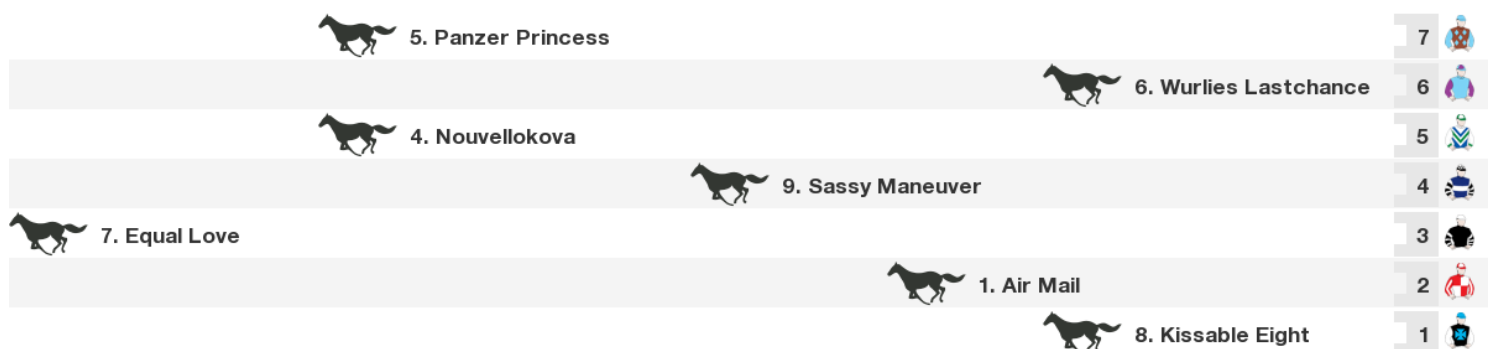 5. Panzer Princess 7
6. Wurlies Lastchance 6
4. Nouvellokova 5
9. Sassy Maneuver 4
7. Equal Love 3
1. Air Mail 2
8. Kissable Eight 1